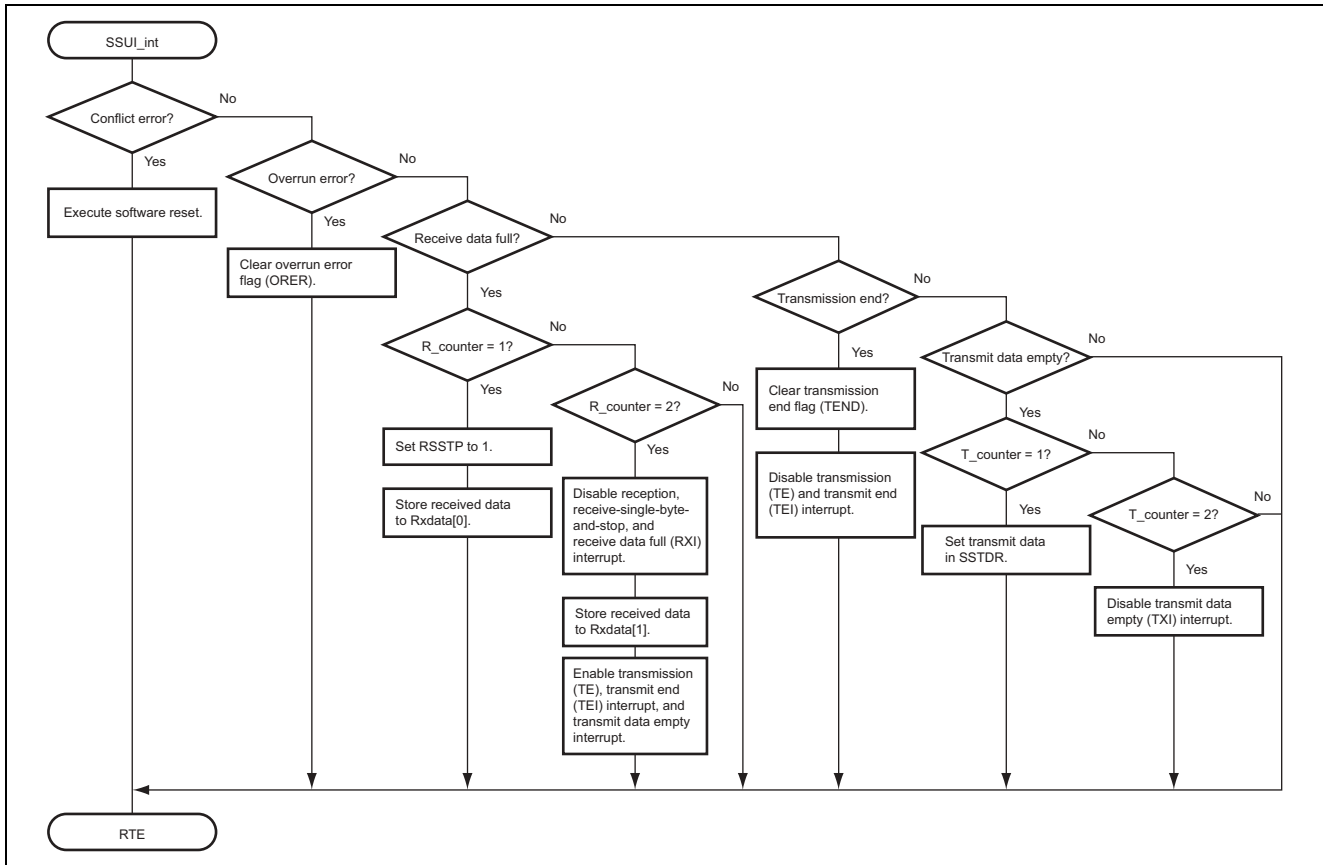 SSUI_int
Conflict error?
No
Yes
Execute software reset.
Overrun error?
No
Yes
Clear overrun error
flag (ORER).
Receive data full?
No
Yes
R_counter = 1?
No
Yes
Set RSSTP to 1.
Store received data
to Rxdata[0].
R_counter = 2?
No
Yes
Disable reception,
receive-single-byte-
and-stop, and
receive data full (RXI)
interrupt.
Store received data
to Rxdata[1].
Enable transmission
(TE), transmit end
(TEI) interrupt, and
transmit data empty
interrupt.
Transmission end?
No
Yes
Clear transmission
end flag (TEND).
Disable transmission
(TE) and transmit end
(TEI) interrupt.
Transmit data empty?
No
Yes
T_counter = 1?
No
Yes
Set transmit data
in SSTDR.
T_counter = 2?
No
Yes
Disable transmit data
empty (TXI) interrupt.
RTE